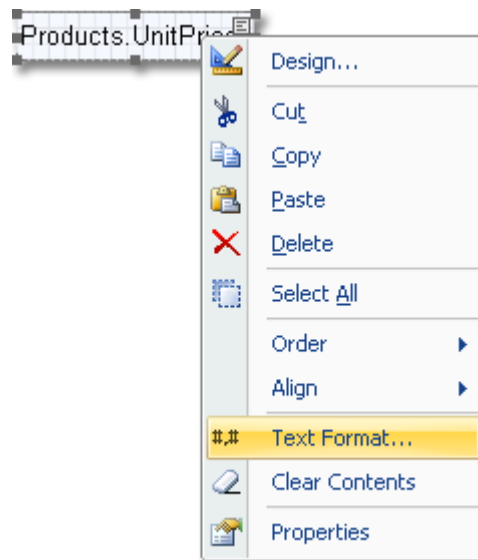 Products.UnitPrice
Design...
Cut
Copy
Paste
Delete
Select All
Order
Align
#,# Text Format...
Clear Contents
Properties